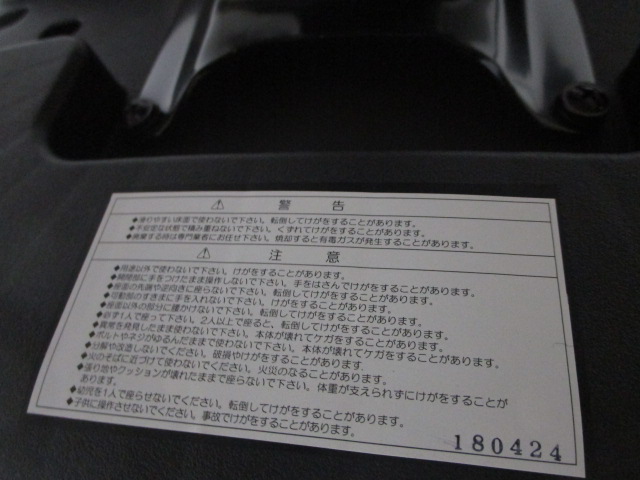 ⚠ 警告
◆滑りやすい床面で使わないで下さい。転倒してけがをすることがあります。
◆不安定な状態で積み重ねないで下さい。くずれてけがをすることがあります。
◆廃棄する時は専門業者にお任せ下さい。焼却すると有毒ガスが発生することがあります。
⚠ 注意
◆用途以外で使わないで下さい。けがをすることがあります。
◆開閉部に手をつけたまま操作しないで下さい。手をはさんでけがをすることがあります。
◆座面の先端や逆向きに座らないで下さい。転倒してけがをすることがあります。
◆可動部のすきまに手を入れないで下さい。けがをすることがあります。
◆座面以外の部分に腰かけないで下さい。転倒してけがをすることがあります。
◆必ず1人で座って下さい。2人以上で座ると、転倒してけがをすることがあります。
◆異常を発見したまま使わないで下さい。本体が壊れてケガをすることがあります。
◆ボルトやネジがゆるんだままで使わないで下さい。本体が壊れてケガをすることがあります。
◆分解や改造しないでください。破損やけがをすることがあります。
◆火のそばに近づけて使わないでください。火災のなることがあります。
◆張り地やクッションが壊れたままで座らないで下さい。体重が支えられずにけがをすることが
あります。
◆幼児を1人で座らせないでください。転倒してけがをすることがあります。
◆子供に操作させないでください。事故でけがをすることがあります。
180424